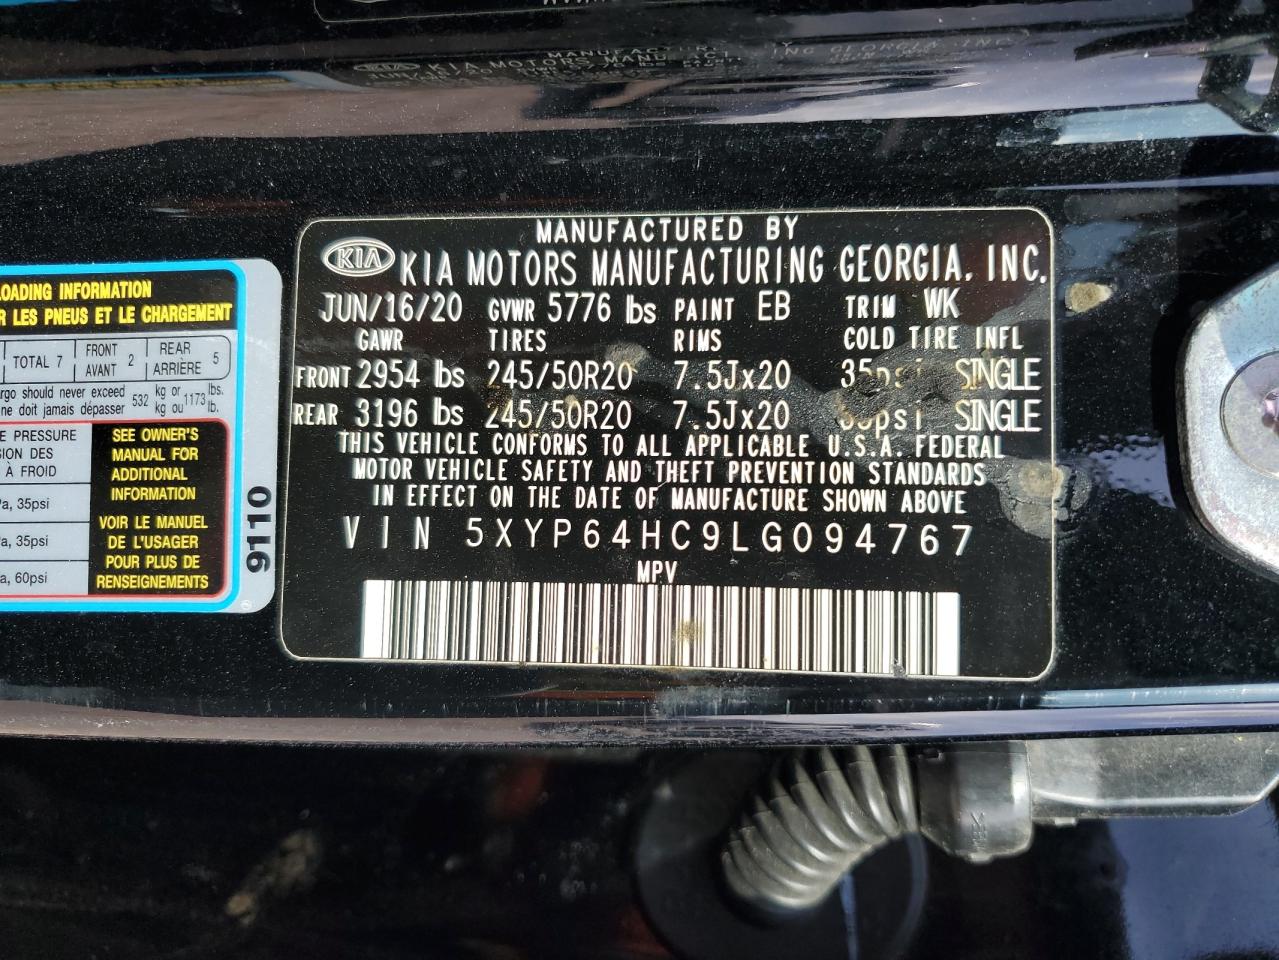 MANUFACTURED BY
KIA KIA MOTORS MANUFACTURING GEORGIA, INC.
JUN/16/20 GVWR 5776 lbs PAINT EB TRIM WK
GAWR TIRES RIMS COLD TIRE INFL
FRONT 2954 lbs 245/50R20 7.5Jx20 35psi SINGLE
REAR 3196 lbs 245/50R20 7.5Jx20 SINGLE
THIS VEHICLE CONFORMS TO ALL APPLICABLE U.S.A. FEDERAL
MOTOR VEHICLE SAFETY AND THEFT PREVENTION STANDARDS
IN EFFECT ON THE DATE OF MANUFACTURE SHOWN ABOVE
VIN 5XYP64HC9LG094767
MPV
LOADING INFORMATION
LES PNEUS ET LE CHARGEMENT
TOTAL 7 FRONT AVANT 2 REAR ARRIÈRE 5
should never exceed 532 kg or 1173 lbs.
ne doit jamais dépasser kg ou lb.
PRESSURE
DES
À FROID
35psi
35psi
60psi
SEE OWNER'S
MANUAL FOR
ADDITIONAL
INFORMATION
VOIR LE MANUEL
DE L'USAGER
POUR PLUS DE
RENSEIGNEMENTS
9110